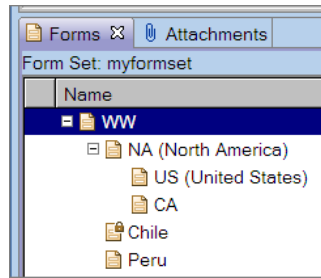 Forms Attachments
Form Set: myformset
Name
WW
NA (North America)
US (United States)
CA
Chile
Peru